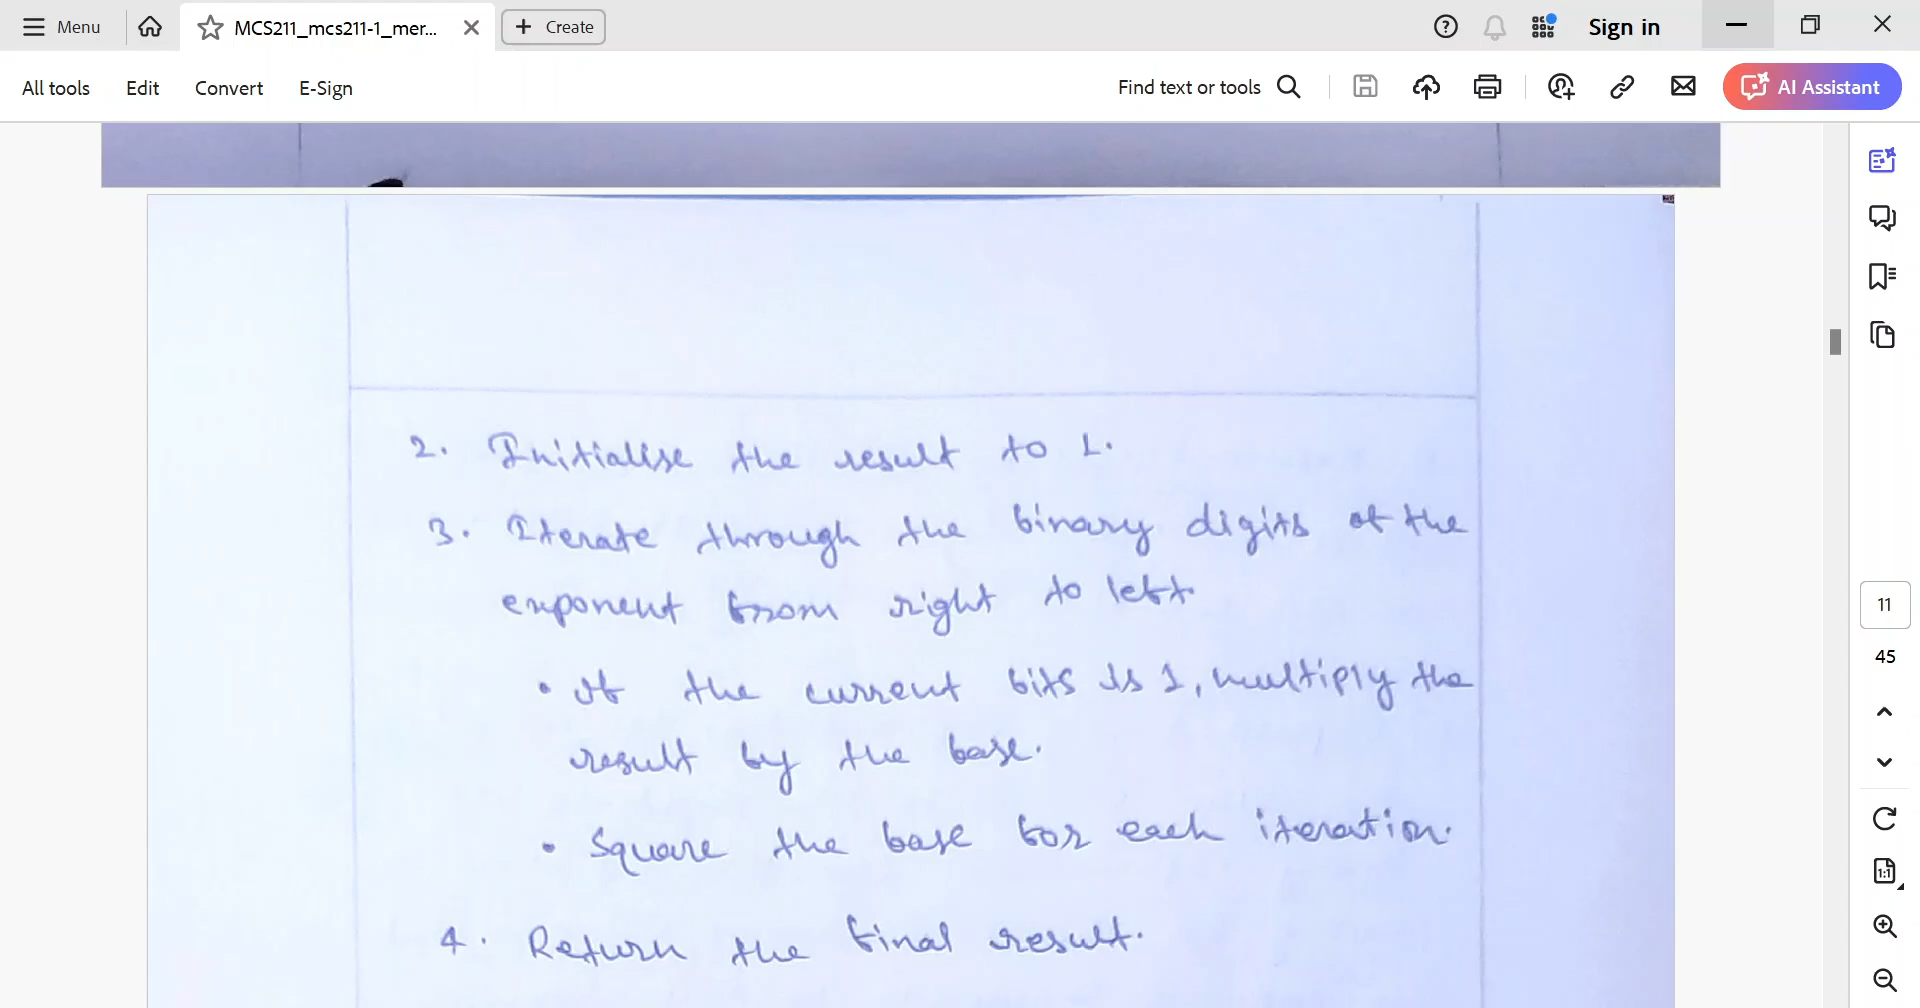 Menu
MCS211_mcs211-1_mer...
Create
Sign in
All tools
Edit
Convert
E-Sign
Find text or tools
AI Assistant
2. Initialise the result to 1.
3. Iterate through the binary digits of the
exponent from right to left.
• If the current bits is 1, multiply the
result by the base.
• Square the base for each iteration.
4. Return the final result.
11
45
1:1